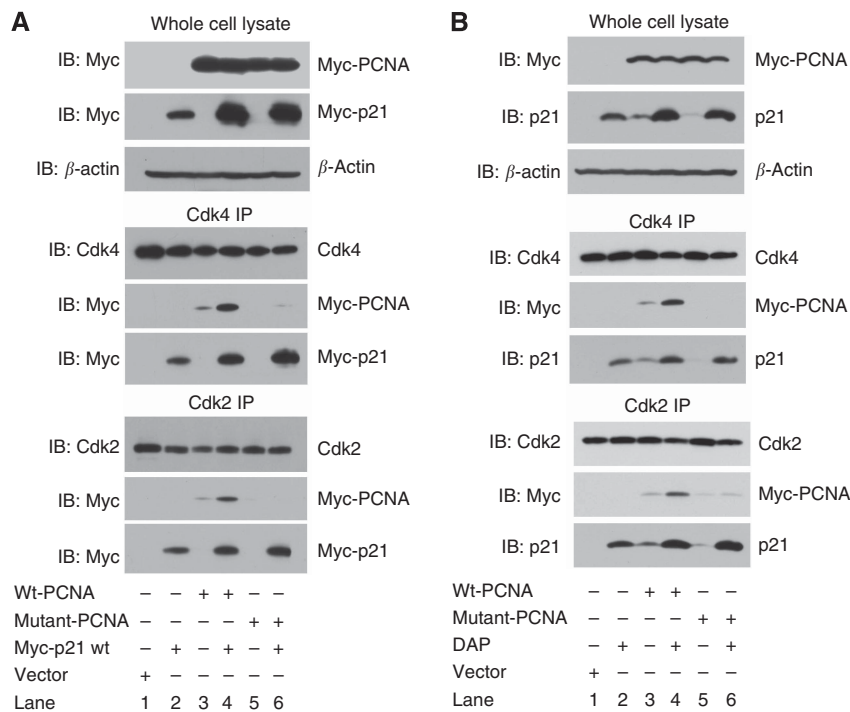 A
Whole cell lysate
IB: Myc Myc-PCNA
IB: Myc Myc-p21
IB: β-actin β-Actin
Cdk4 IP
IB: Cdk4 Cdk4
IB: Myc Myc-PCNA
IB: Myc Myc-p21
Cdk2 IP
IB: Cdk2 Cdk2
IB: Myc Myc-PCNA
IB: Myc Myc-p21
Wt-PCNA – – + + – –
Mutant-PCNA – – – – + +
Myc-p21 wt – + – + – +
Vector + – – – – –
Lane 1 2 3 4 5 6
B
Whole cell lysate
IB: Myc Myc-PCNA
IB: p21 p21
IB: β-actin β-Actin
Cdk4 IP
IB: Cdk4 Cdk4
IB: Myc Myc-PCNA
IB: p21 p21
Cdk2 IP
IB: Cdk2 Cdk2
IB: Myc Myc-PCNA
IB: p21 p21
Wt-PCNA – – + + – –
Mutant-PCNA – – – – + +
DAP – + – + – +
Vector + – – – – –
Lane 1 2 3 4 5 6